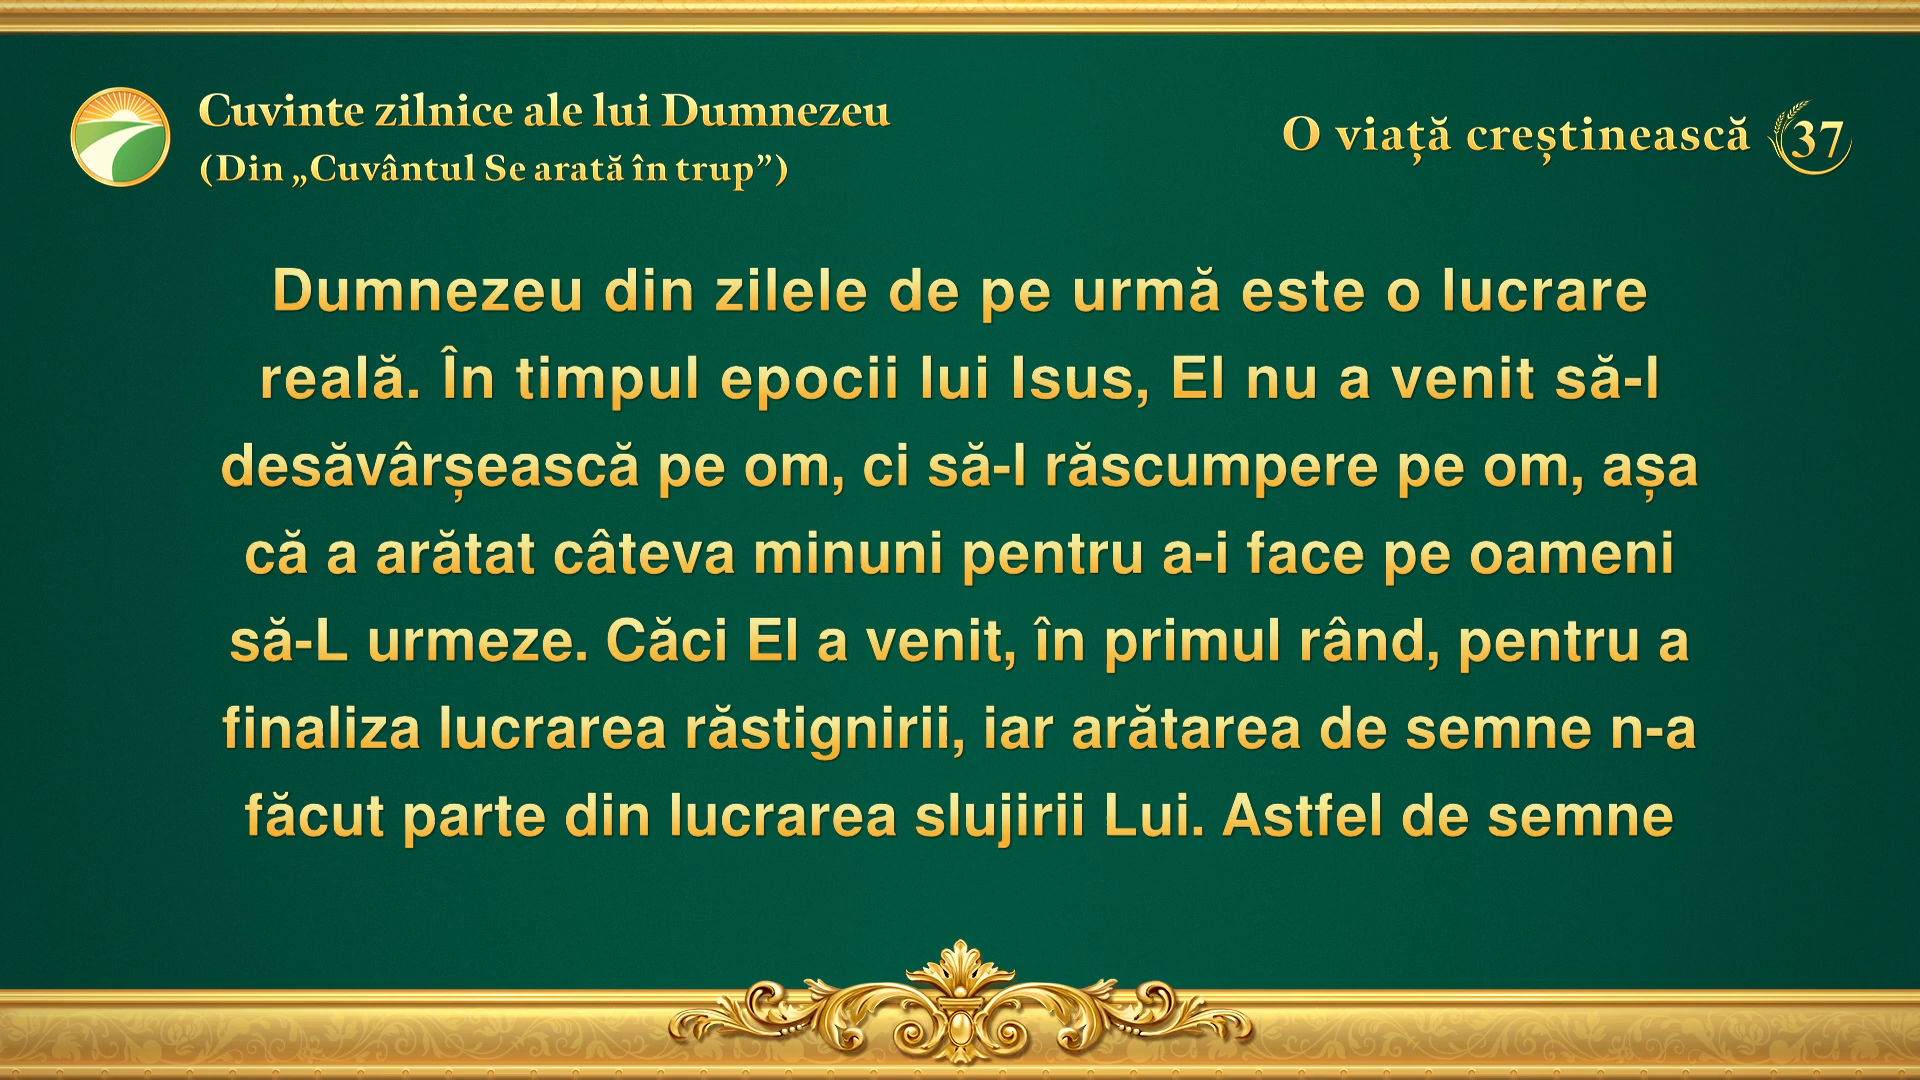 Cuvinte zilnice ale lui Dumnezeu
(Din „Cuvântul Se arată în trup”)
O viață creștinească 37
Dumnezeu din zilele de pe urmă este o lucrare
reală. În timpul epocii lui Isus, El nu a venit să-l
desăvârșească pe om, ci să-l răscumpere pe om, așa
că a arătat câteva minuni pentru a-i face pe oameni
să-L urmeze. Căci El a venit, în primul rând, pentru a
finaliza lucrarea răstignirii, iar arătarea de semne n-a
făcut parte din lucrarea slujirii Lui. Astfel de semne